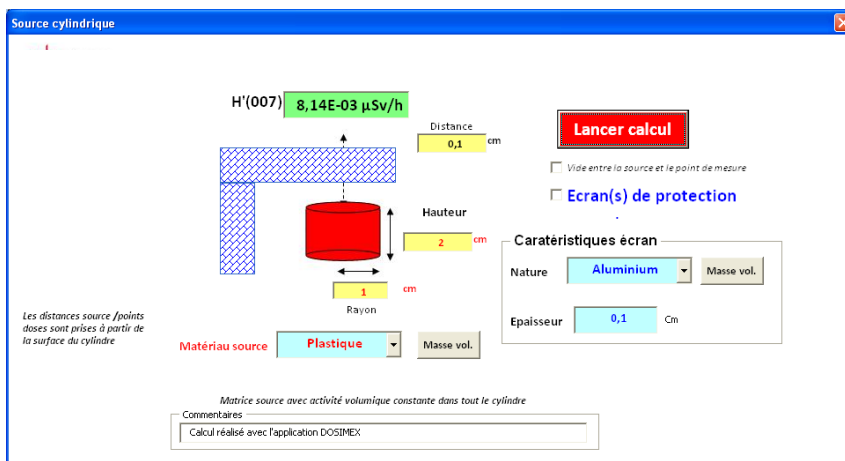 Source cylindrique
H'(007) 8,14E-03 µSv/h
Distance
0,1 cm
Lancer calcul
Vide entre la source et le point de mesure
Ecran(s) de protection
Hauteur
2 cm
Caratéristiques écran
Nature Aluminium Masse vol.
1 cm
Rayon
Epaisseur 0,1 Cm
Les distances source /points
doses sont prises à partir de
la surface du cylindre
Matériau source Plastique Masse vol.
Matrice source avec activité volumique constante dans tout le cylindre
Commentaires
Calcul réalisé avec l'application DOSIMEX